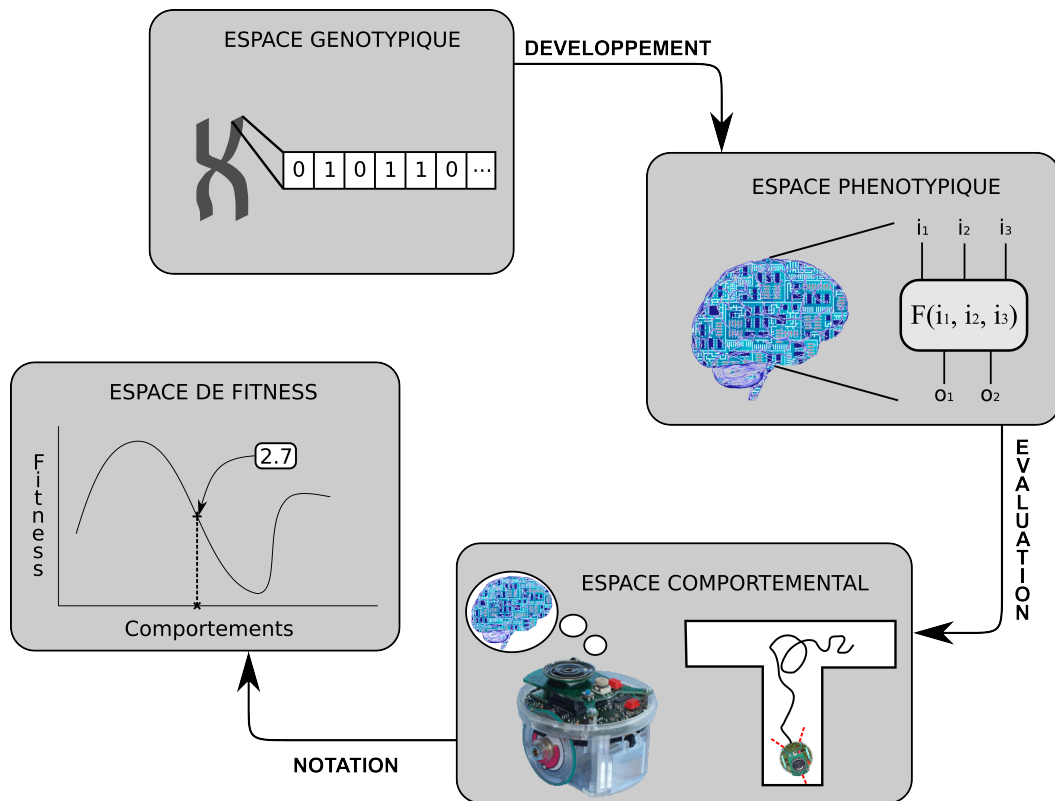 ESPACE GENOTYPIQUE
0 1 0 1 1 0 ...
DEVELOPPEMENT
ESPACE PHENOTYPIQUE
i1 i2 i3
F(i1, i2, i3)
o1 o2
EVALUATION
ESPACE COMPORTEMENTAL
NOTATION
ESPACE DE FITNESS
2.7
Fitness
Comportements